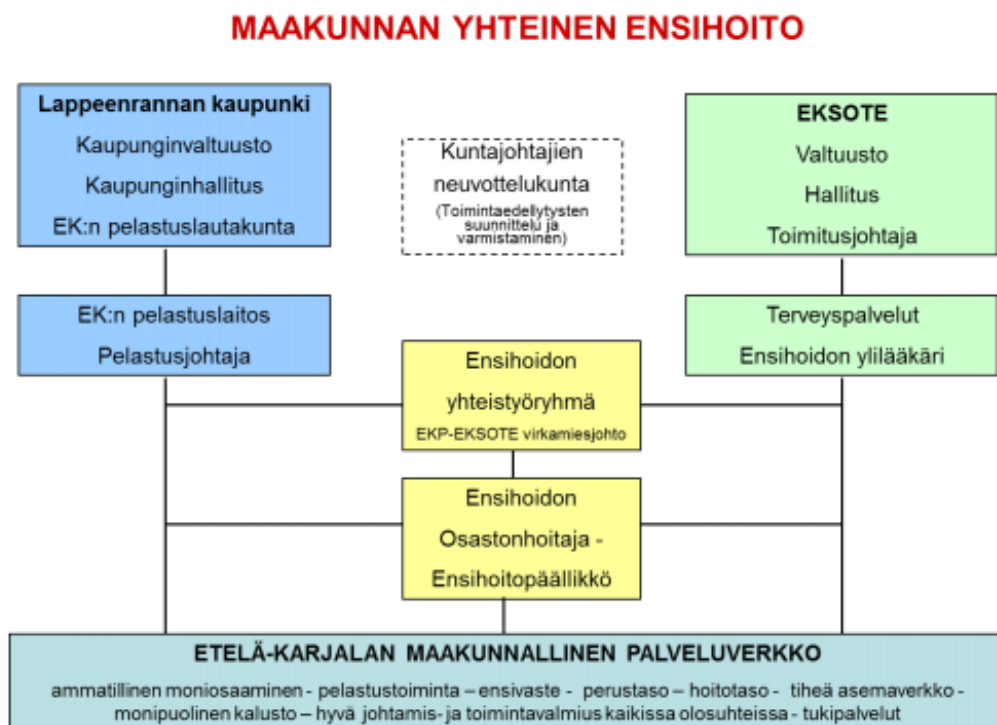 MAAKUNNAN YHTEINEN ENSIHOITO
Lappeenrannan kaupunki
Kaupunginvaltuusto
Kaupunginhallitus
EK:n pelastuslautakunta
Kuntajohtajien
neuvottelukunta
(Toimintaedellytysten
suunnittelu ja
varmistaminen)
EKSOTE
Valtuusto
Hallitus
Toimitusjohtaja
EK:n pelastuslaitos
Pelastusjohtaja
Terveyspalvelut
Ensihoidon ylilääkäri
Ensihoidon
yhteistyöryhmä
EKP-EKSOTE virkamiesjohto
Ensihoidon
Osastonhoitaja -
Ensihoitopäällikkö
ETELÄ-KARJALAN MAAKUNNALLINEN PALVELUVERKKO
ammatillinen moniosaaminen - pelastustoiminta – ensivaste - perustaso – hoitotaso - tiheä asemaverkko -
monipuolinen kalusto – hyvä johtamis- ja toimintavalmius kaikissa olosuhteissa - tukipalvelut